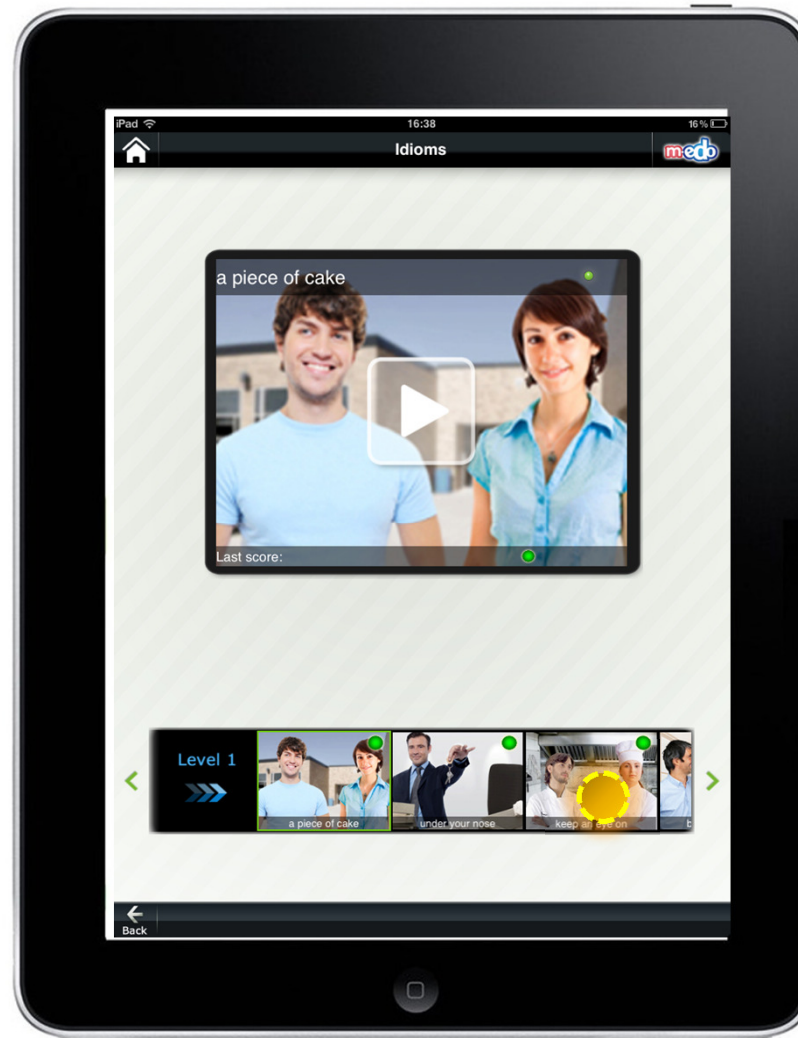 iPad 16:38 16%
Idioms
m-edo
a piece of cake
Last score:
Level 1
a piece of cake
under your nose
keep an eye on
b
Back